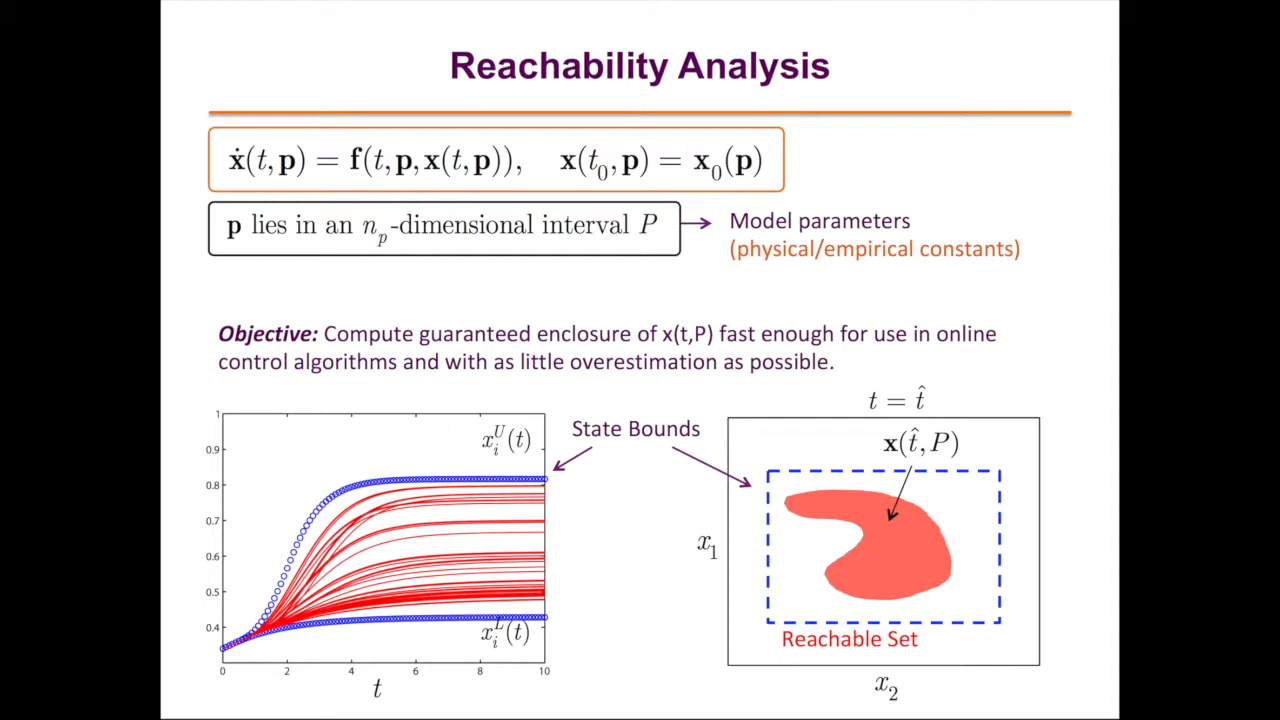 Reachability Analysis
ẋ(t, p) = f(t, p, x(t, p)),   x(t₀, p) = x₀(p)
p lies in an nₚ-dimensional interval P
Model parameters
(physical/empirical constants)
Objective: Compute guaranteed enclosure of x(t,P) fast enough for use in online
control algorithms and with as little overestimation as possible.
1
0.9
0.8
0.7
0.6
0.5
0.4
0 2 4 6 8 10
t
xᵢᵁ(t)
xᵢᴸ(t)
State Bounds
t = t̂
x(t̂, P)
x₁
Reachable Set
x₂